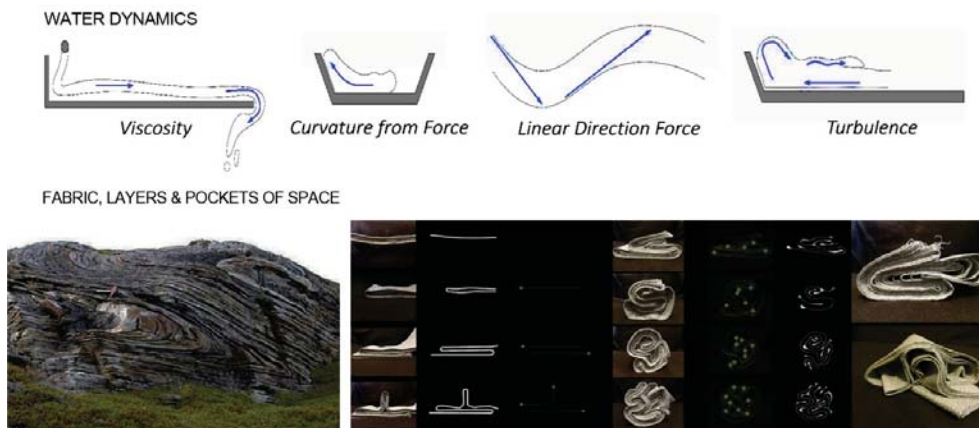 WATER DYNAMICS
Viscosity
Curvature from Force
Linear Direction Force
Turbulence
FABRIC, LAYERS & POCKETS OF SPACE